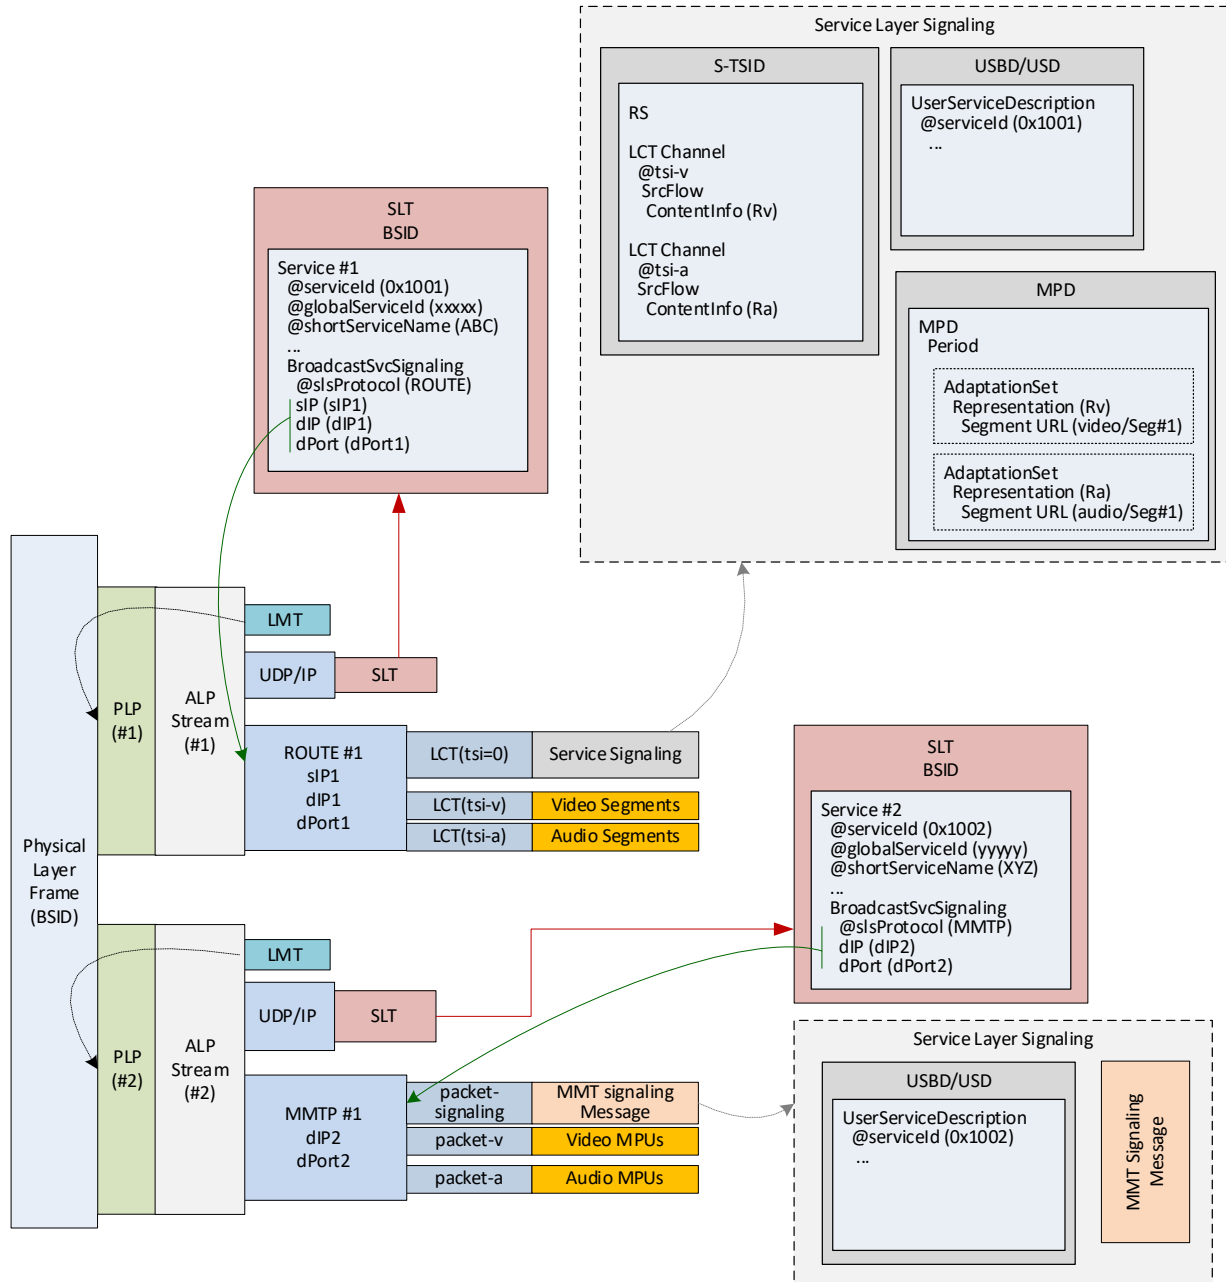 Service Layer Signaling
S-TSID
RS
LCT Channel
@tsi-v
SrcFlow
ContentInfo (Rv)
LCT Channel
@tsi-a
SrcFlow
ContentInfo (Ra)
USBD/USD
UserServiceDescription
@serviceId (0x1001)
...
MPD
MPD
Period
AdaptationSet
Representation (Rv)
Segment URL (video/Seg#1)
AdaptationSet
Representation (Ra)
Segment URL (audio/Seg#1)
SLT
BSID
Service #1
@serviceId (0x1001)
@globalServiceId (xxxxx)
@shortServiceName (ABC)
...
BroadcastSvcSignaling
@slsProtocol (ROUTE)
sIP (sIP1)
dIP (dIP1)
dPort (dPort1)
Physical
Layer
Frame
(BSID)
PLP
(#1)
ALP
Stream
(#1)
LMT
UDP/IP
SLT
ROUTE #1
sIP1
dIP1
dPort1
LCT(tsi=0)
Service Signaling
LCT(tsi-v)
Video Segments
LCT(tsi-a)
Audio Segments
SLT
BSID
Service #2
@serviceId (0x1002)
@globalServiceId (yyyyy)
@shortServiceName (XYZ)
...
BroadcastSvcSignaling
@slsProtocol (MMTP)
dIP (dIP2)
dPort (dPort2)
PLP
(#2)
ALP
Stream
(#2)
LMT
UDP/IP
SLT
MMTP #1
dIP2
dPort2
packet-
signaling
MMT signaling
Message
packet-v
Video MPUs
packet-a
Audio MPUs
Service Layer Signaling
USBD/USD
UserServiceDescription
@serviceId (0x1002)
...
MMT Signaling
Message